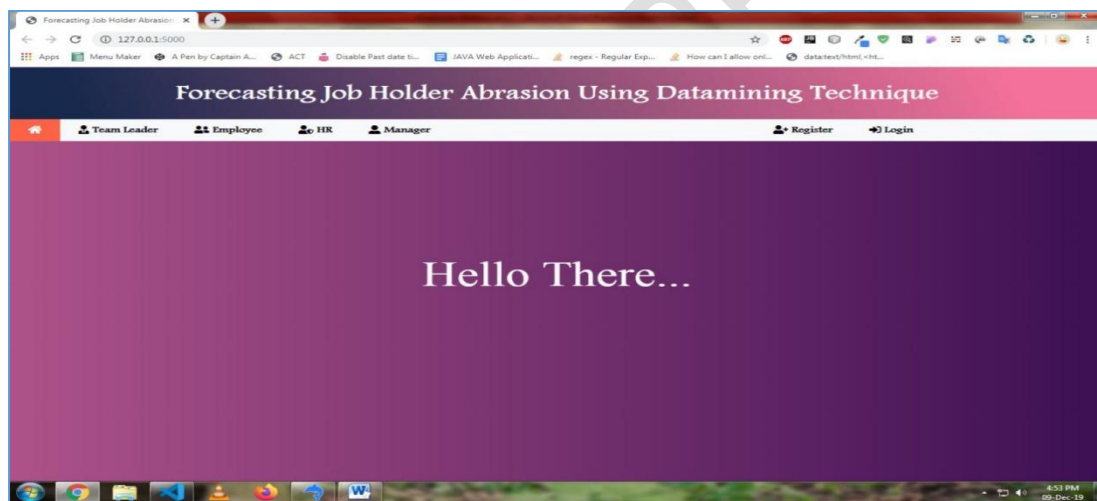 Forecasting Job Holder Abrasion
127.0.0.1:5000
Apps Menu Maker A Pen by Captain A... ACT Disable Past date ti... JAVA Web Applicati... regex - Regular Exp... How can I allow onl... data:text/html,<ht...
Forecasting Job Holder Abrasion Using Datamining Technique
Team Leader Employee HR Manager Register Login
Hello There...
4:53 PM
09-Dec-19